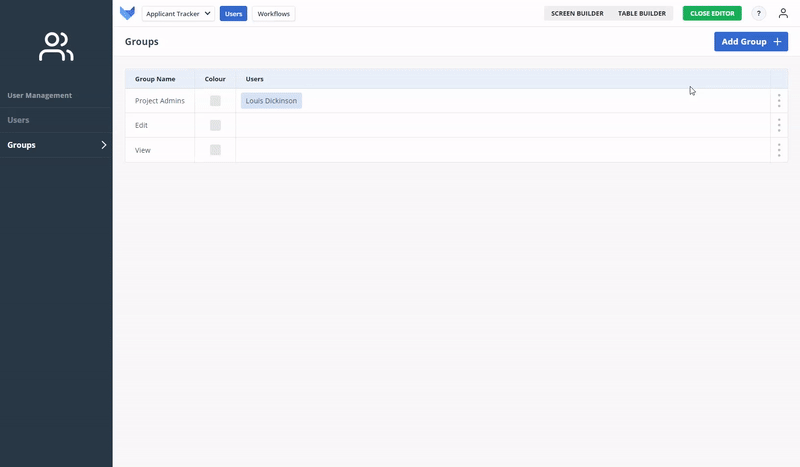 Applicant Tracker
Users
Workflows
SCREEN BUILDER
TABLE BUILDER
CLOSE EDITOR
?
Groups
Add Group
User Management
Users
Groups
Group Name
Colour
Users
Project Admins
Louis Dickinson
Edit
View